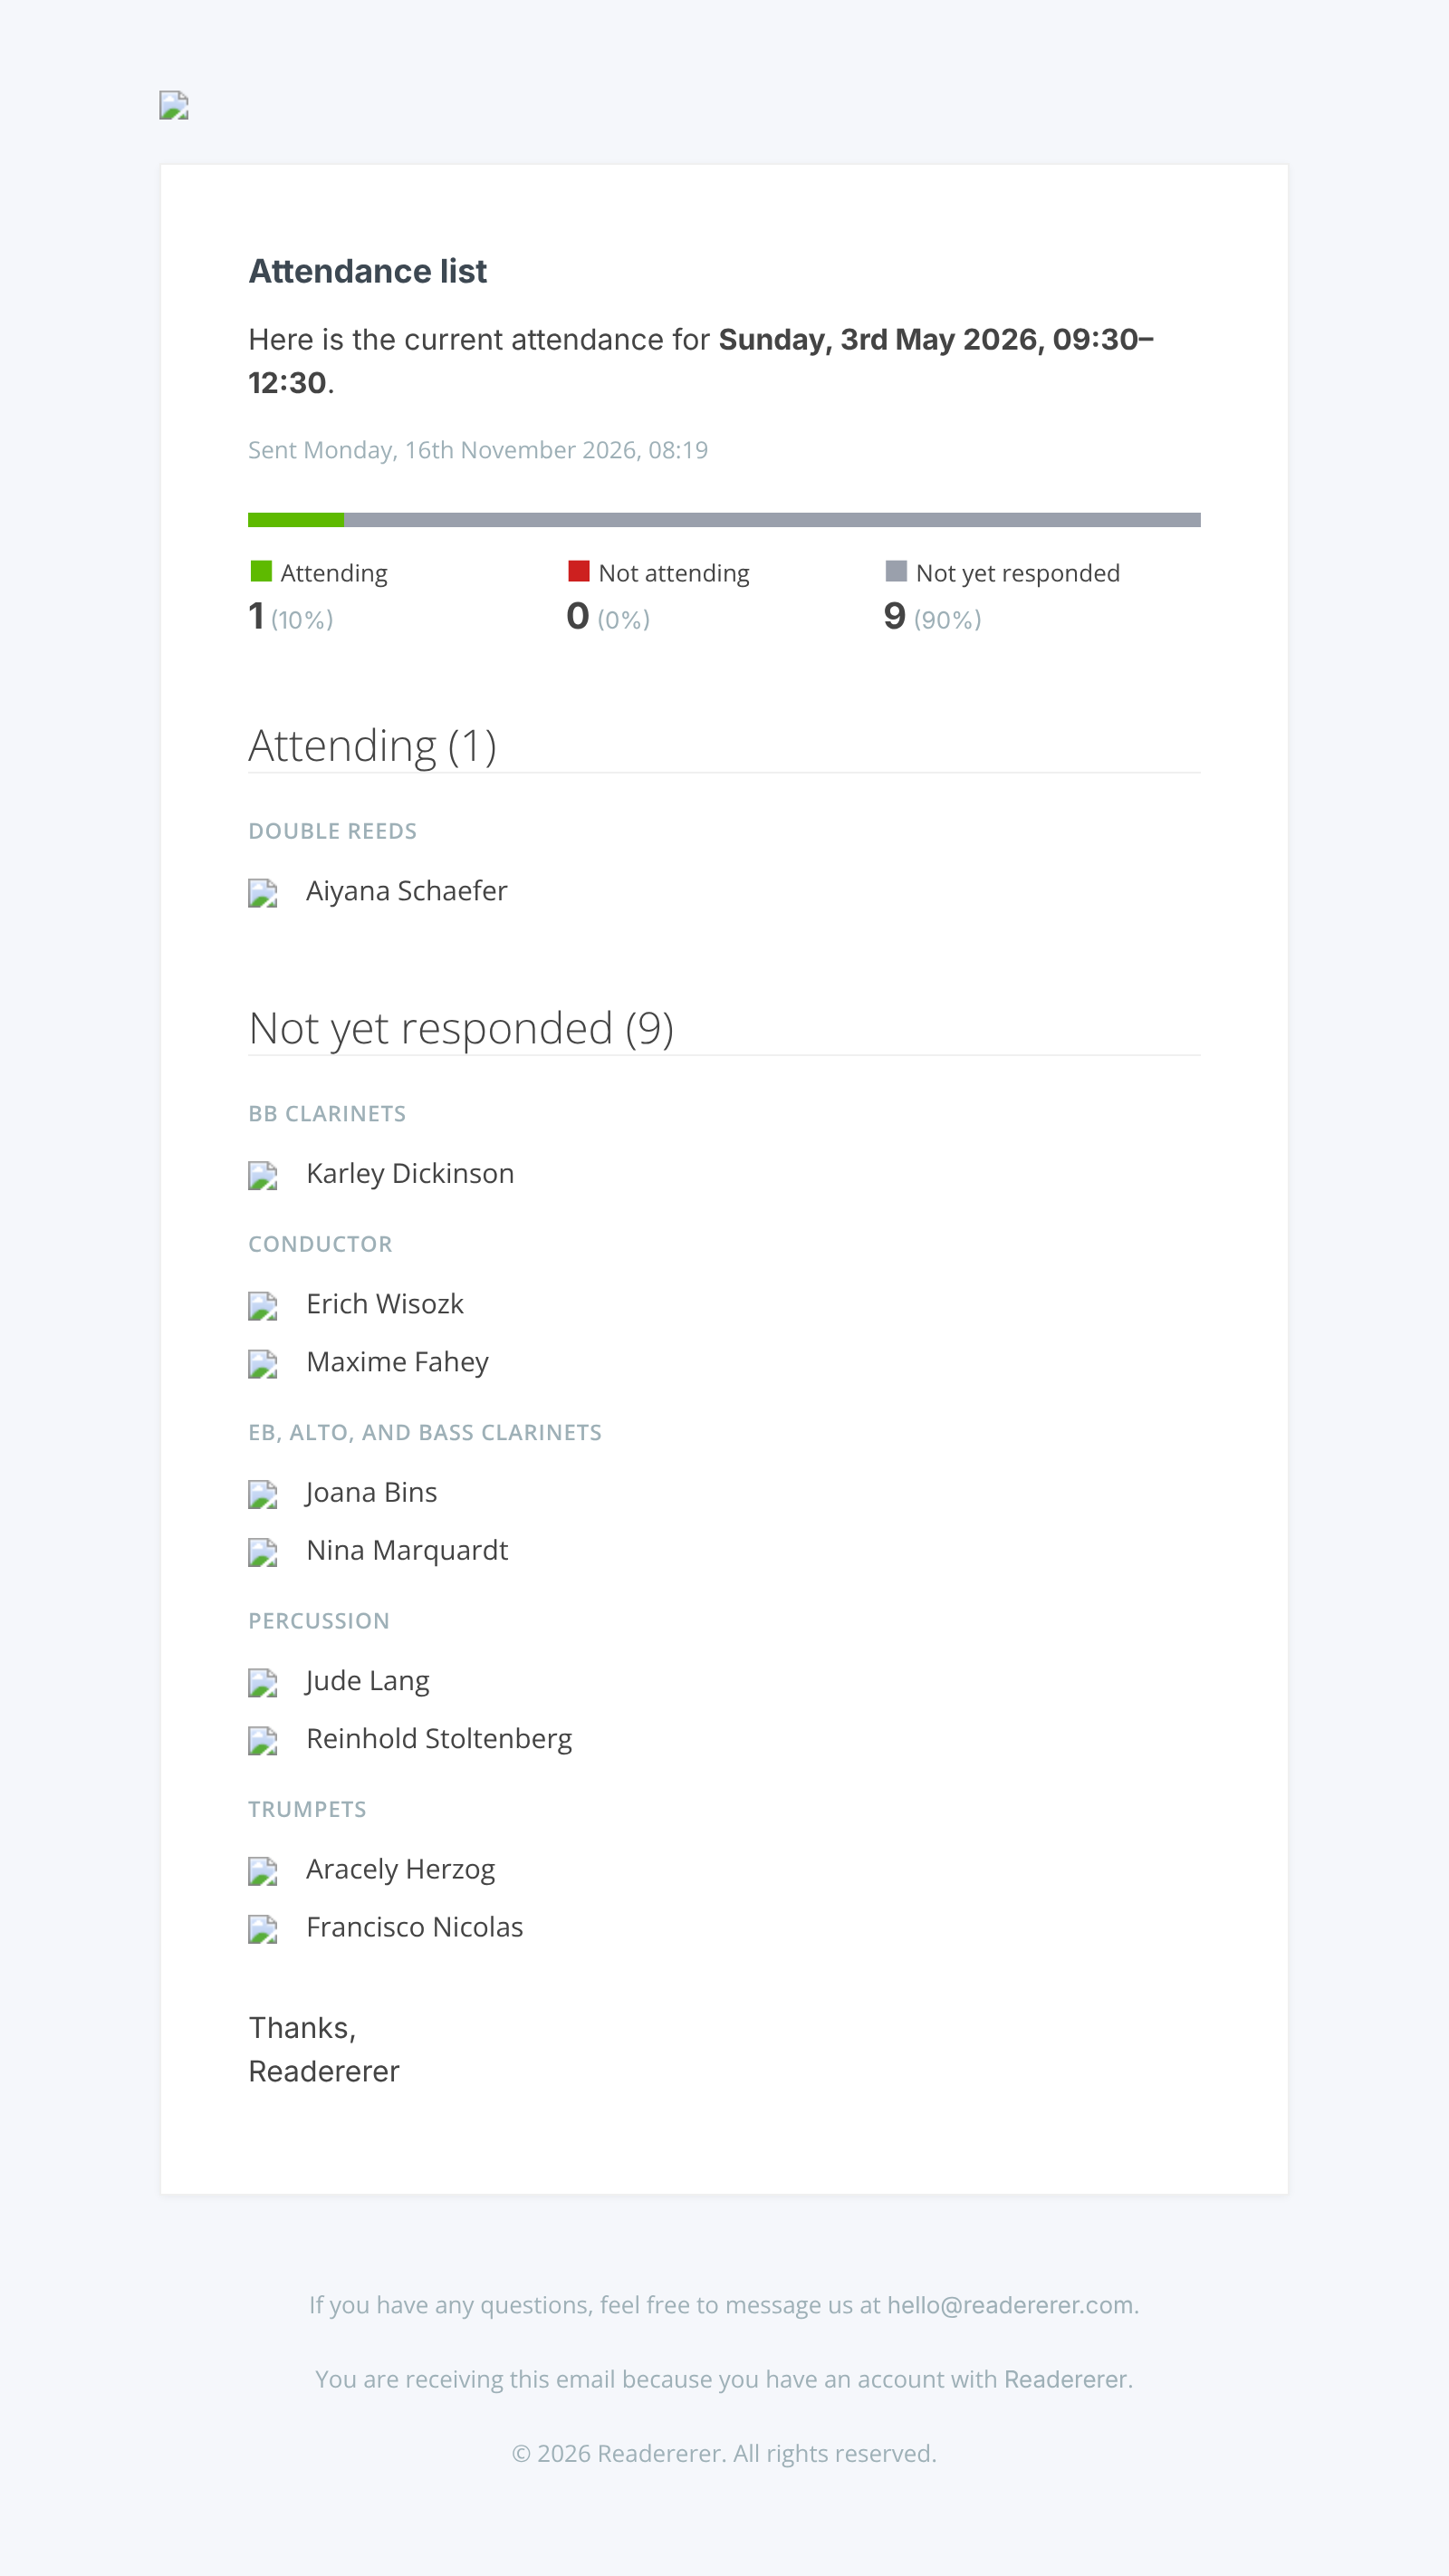 Attendance list
Here is the current attendance for Sunday, 3rd May 2026, 09:30–
12:30.
Sent Monday, 16th November 2026, 08:19
Attending
Not attending
Not yet responded
1 (10%)
0 (0%)
9 (90%)
Attending (1)
DOUBLE REEDS
Aiyana Schaefer
Not yet responded (9)
BB CLARINETS
Karley Dickinson
CONDUCTOR
Erich Wisozk
Maxime Fahey
EB, ALTO, AND BASS CLARINETS
Joana Bins
Nina Marquardt
PERCUSSION
Jude Lang
Reinhold Stoltenberg
TRUMPETS
Aracely Herzog
Francisco Nicolas
Thanks,
Readererer
If you have any questions, feel free to message us at hello@readererer.com.
You are receiving this email because you have an account with Readererer.
© 2026 Readererer. All rights reserved.